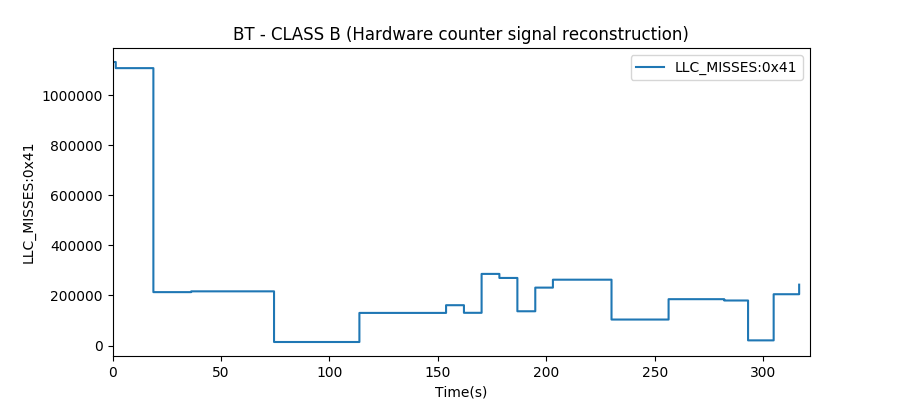 BT - CLASS B (Hardware counter signal reconstruction)
LLC_MISSES:0x41
LLC_MISSES:0x41
1000000
800000
600000
400000
200000
0
0 50 100 150 200 250 300
Time(s)